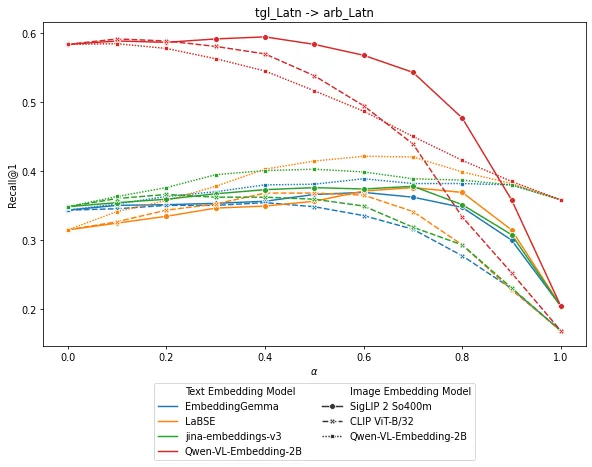 tgl_Latn -> arb_Latn
0.6
0.5
0.4
0.3
0.2
Recall@1
0.0 0.2 0.4 0.6 0.8 1.0
α
Text Embedding Model Image Embedding Model
EmbeddingGemma SigLIP 2 So400m
LaBSE CLIP ViT-B/32
jina-embeddings-v3 Qwen-VL-Embedding-2B
Qwen-VL-Embedding-2B